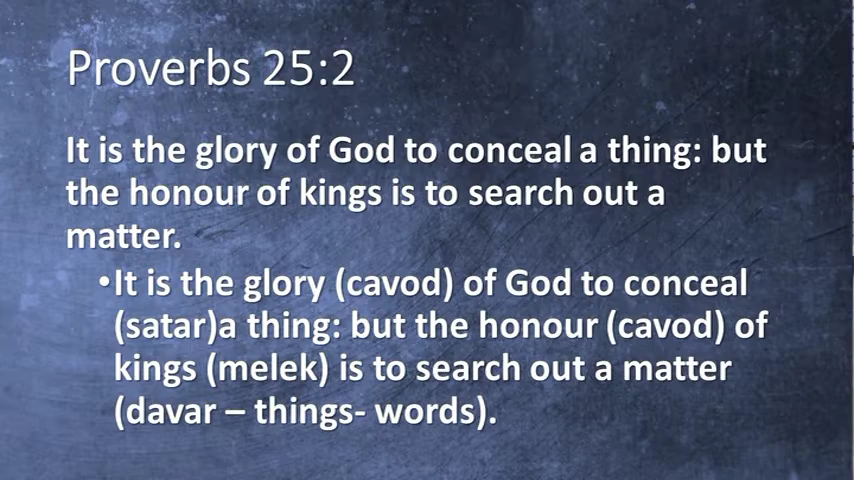 Proverbs 25:2
It is the glory of God to conceal a thing: but
the honour of kings is to search out a
matter.
•It is the glory (cavod) of God to conceal
(satar)a thing: but the honour (cavod) of
kings (melek) is to search out a matter
(davar – things- words).